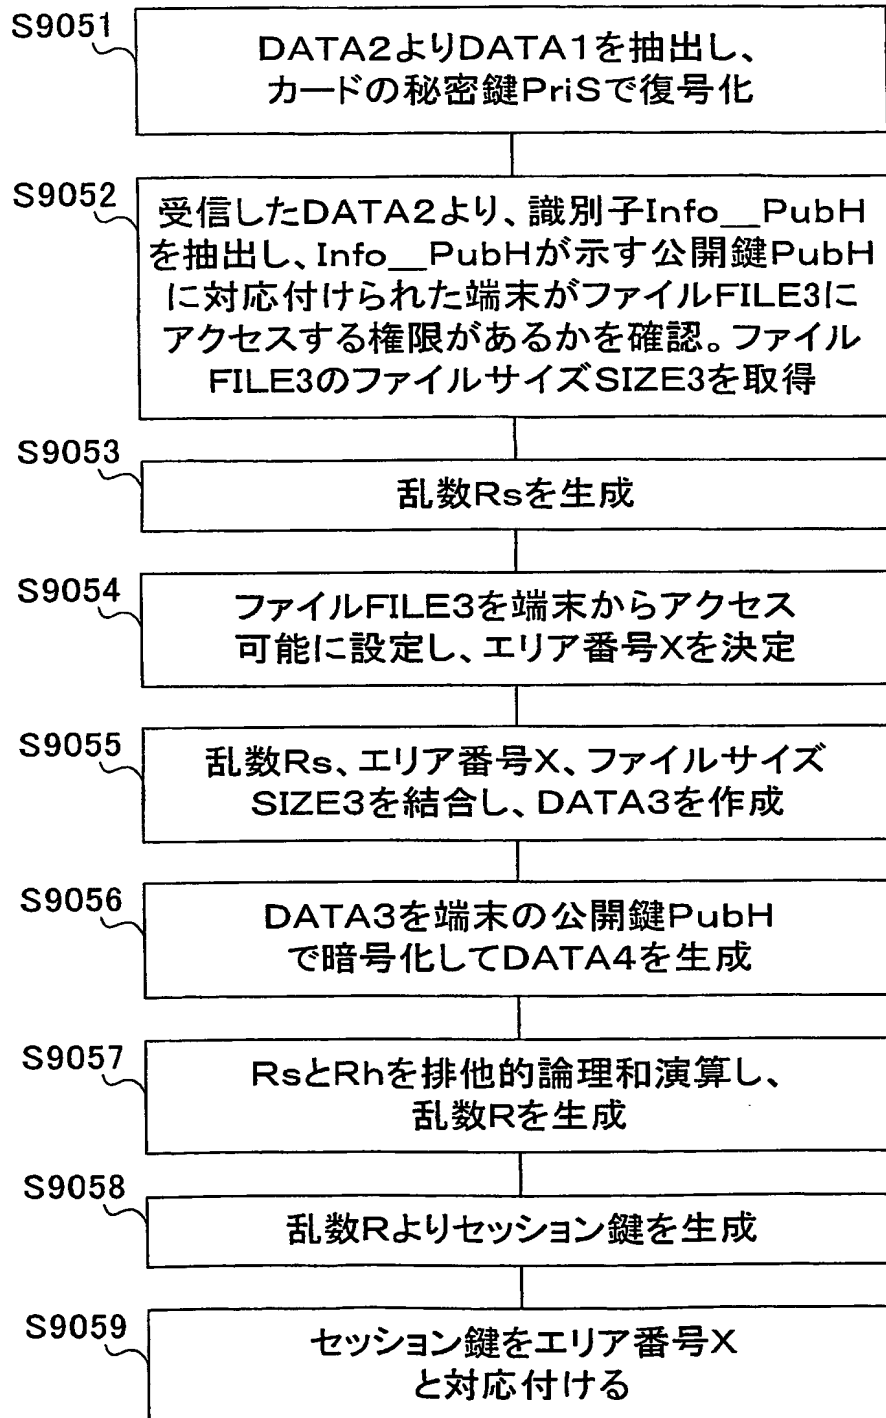 S9051
DATA2よりDATA1を抽出し、
カードの秘密鍵PriSで復号化
S9052
受信したDATA2より、識別子Info__PubH
を抽出し、Info__PubHが示す公開鍵PubH
に対応付けられた端末がファイルFILE3に
アクセスする権限があるかを確認。ファイル
FILE3のファイルサイズSIZE3を取得
S9053
乱数Rsを生成
S9054
ファイルFILE3を端末からアクセス
可能に設定し、エリア番号Xを決定
S9055
乱数Rs、エリア番号X、ファイルサイズ
SIZE3を結合し、DATA3を作成
S9056
DATA3を端末の公開鍵PubH
で暗号化してDATA4を生成
S9057
RsとRhを排他的論理和演算し、
乱数Rを生成
S9058
乱数Rよりセッション鍵を生成
S9059
セッション鍵をエリア番号X
と対応付ける